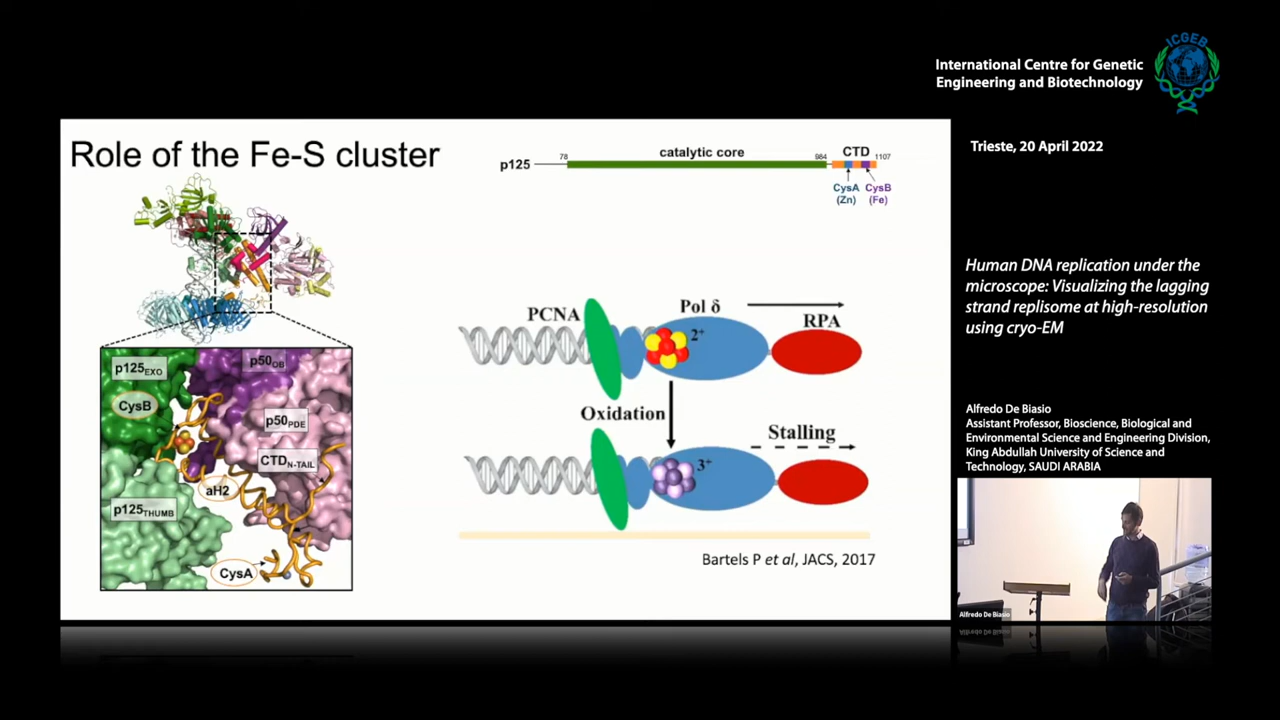 ICGEB
International Centre for Genetic
Engineering and Biotechnology
Trieste, 20 April 2022
Role of the Fe-S cluster
p125
78
catalytic core
984
CTD
1107
CysA
(Zn)
CysB
(Fe)
p125EXO
CysB
p50OB
p50PDE
CTDN-TAIL
aH2
p125THUMB
CysA
PCNA
Pol δ
2+
RPA
Oxidation
Stalling
3+
Bartels P et al, JACS, 2017
Human DNA replication under the
microscope: Visualizing the lagging
strand replisome at high-resolution
using cryo-EM
Alfredo De Biasio
Assistant Professor, Bioscience, Biological and
Environmental Science and Engineering Division,
King Abdullah University of Science and
Technology, SAUDI ARABIA
Alfredo De Biasio